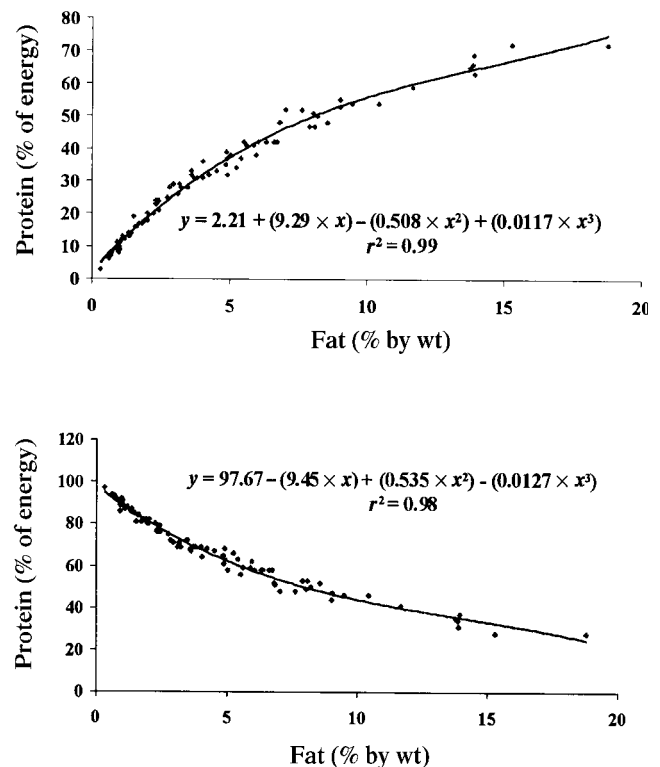 80
70
60
50
40
30
20
10
0
Protein (% of energy)
y = 2.21 + (9.29 × x) – (0.508 × x²) + (0.0117 × x³)
r² = 0.99
0 5 10 15 20
Fat (% by wt)
120
100
80
60
40
20
0
Protein (% of energy)
y = 97.67 – (9.45 × x) + (0.535 × x²) - (0.0127 × x³)
r² = 0.98
0 5 10 15 20
Fat (% by wt)